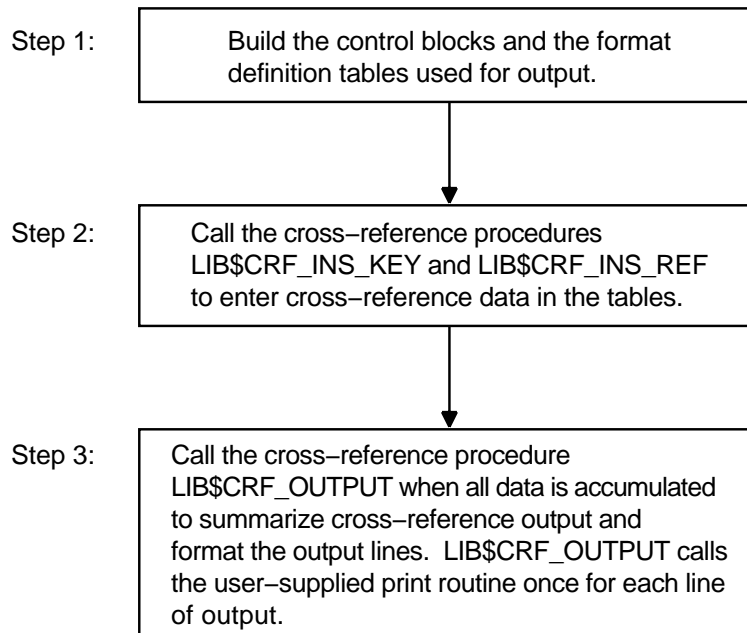 Step 1:
Build the control blocks and the format
definition tables used for output.
Step 2:
Call the cross−reference procedures
LIB$CRF_INS_KEY and LIB$CRF_INS_REF
to enter cross−reference data in the tables.
Step 3:
Call the cross−reference procedure
LIB$CRF_OUTPUT when all data is accumulated
to summarize cross−reference output and
format the output lines.  LIB$CRF_OUTPUT calls
the user−supplied print routine once for each line
of output.